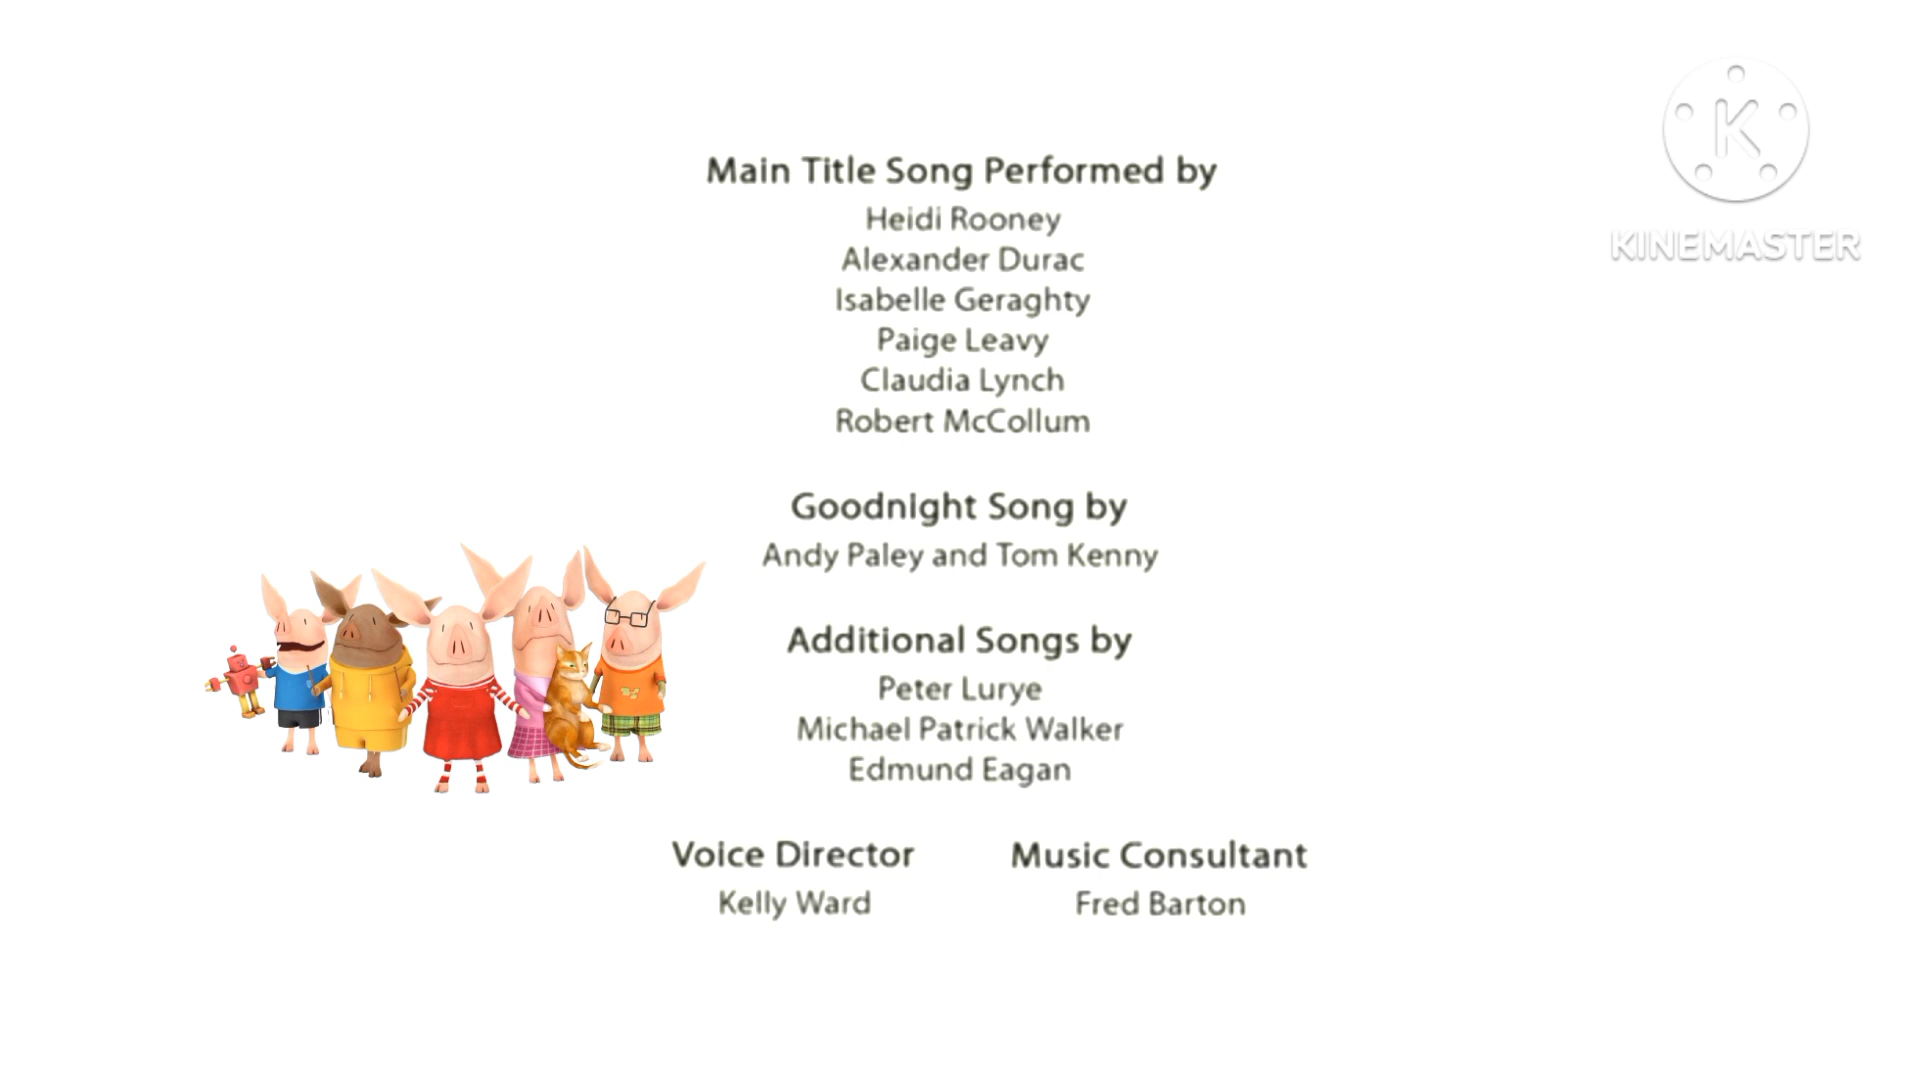 K
KINEMASTER
Main Title Song Performed by
Heidi Rooney
Alexander Durac
Isabelle Geraghty
Paige Leavy
Claudia Lynch
Robert McCollum
Goodnight Song by
Andy Paley and Tom Kenny
Additional Songs by
Peter Lurye
Michael Patrick Walker
Edmund Eagan
Voice Director
Kelly Ward
Music Consultant
Fred Barton